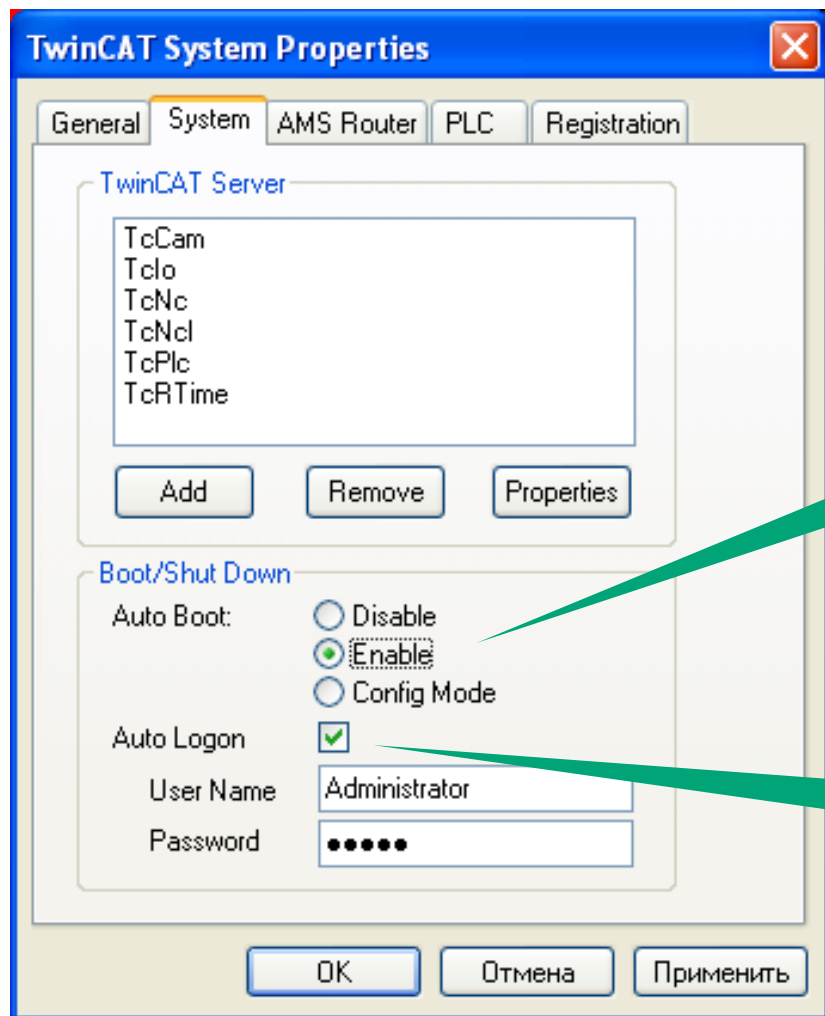 TwinCAT System Properties
General System AMS Router PLC Registration
TwinCAT Server
TcCam
TcIo
TcNc
TcNcI
TcPlc
TcRTime
Add Remove Properties
Boot/Shut Down
Auto Boot: Disable
Enable
Config Mode
Auto Logon
User Name Administrator
Password •••••
OK Отмена Применить